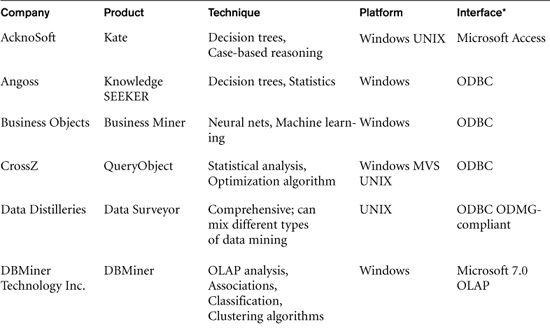 Company Product Technique Platform Interface*
AcknoSoft Kate Decision trees, Windows UNIX Microsoft Access
Case-based reasoning
Angoss Knowledge Decision trees, Statistics Windows ODBC
SEEKER
Business Objects Business Miner Neural nets, Machine learn- Windows ODBC
ing
CrossZ QueryObject Statistical analysis, Windows MVS ODBC
Optimization algorithm UNIX
Data Distilleries Data Surveyor Comprehensive; can UNIX ODBC ODMG-
mix different types compliant
of data mining
DBMiner DBMiner OLAP analysis, Windows Microsoft 7.0
Technology Inc. Associations, OLAP
Classification,
Clustering algorithms